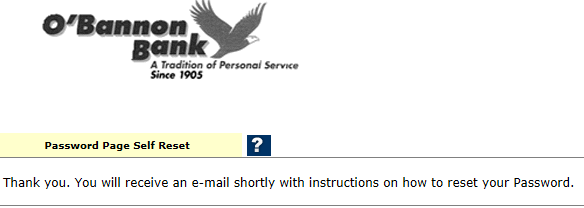 O'Bannon
Bank
A Tradition of Personal Service
Since 1905
Password Page Self Reset ?
Thank you. You will receive an e-mail shortly with instructions on how to reset your Password.